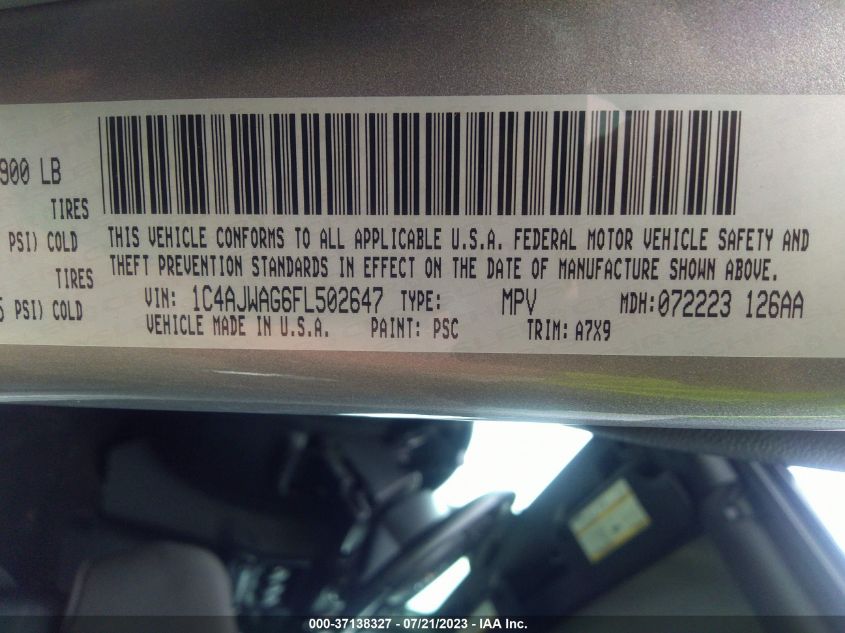 900 LB
TIRES
PSI) COLD
TIRES
5 PSI) COLD
THIS VEHICLE CONFORMS TO ALL APPLICABLE U.S.A. FEDERAL MOTOR VEHICLE SAFETY AND
THEFT PREVENTION STANDARDS IN EFFECT ON THE DATE OF MANUFACTURE SHOWN ABOVE.
VIN: 1C4AJWAG6FL502647 TYPE: MPV MDH:072223 126AA
VEHICLE MADE IN U.S.A. PAINT: PSC TRIM: A7X9
000-37138327 - 07/21/2023 - IAA Inc.